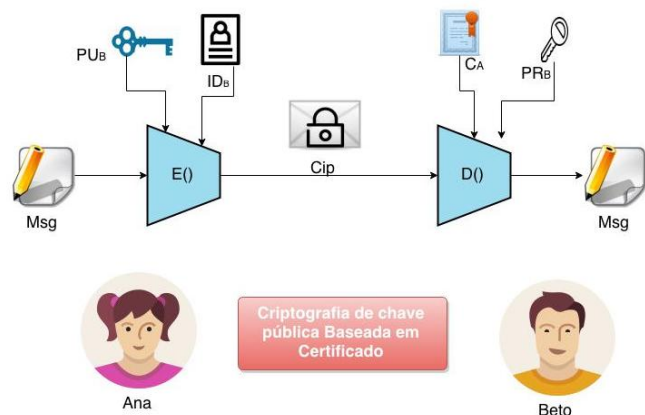 PUB
IDB
CA
PRB
E()
D()
Cip
Msg
Msg
Criptografia de chave
pública Baseada em
Certificado
Ana
Beto